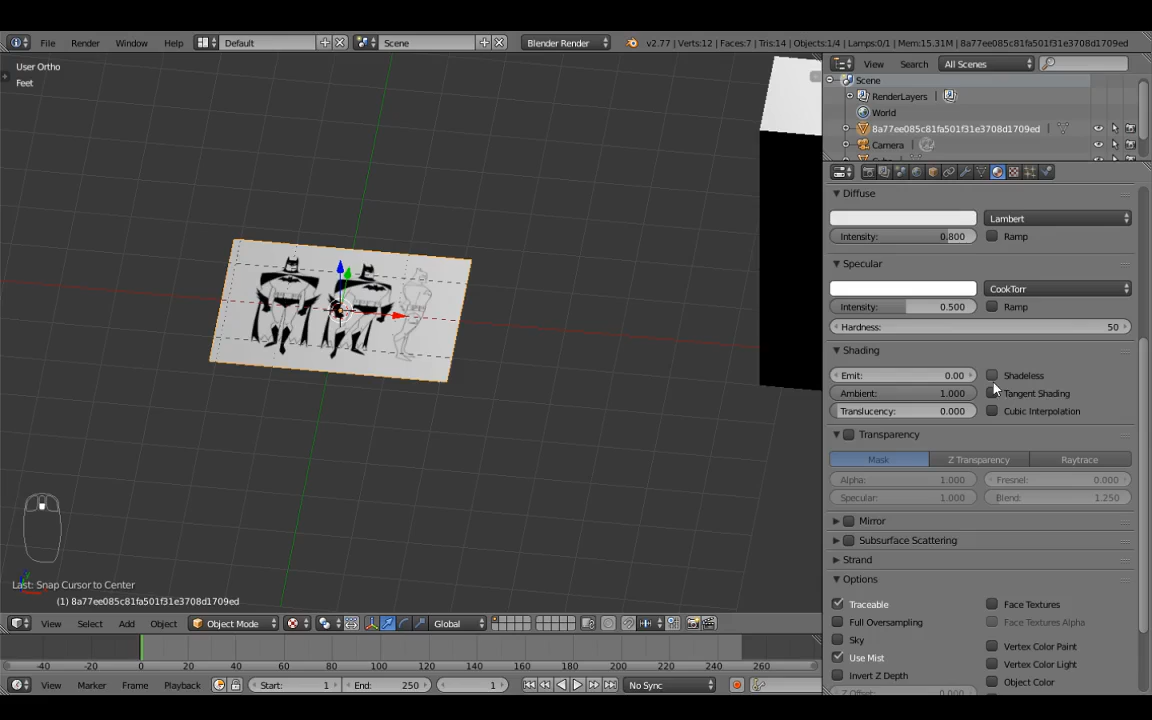 File Render Window Help Default Scene Blender Render v2.77 | Verts:12 | Faces:7 | Tris:14 | Objects:1/4 | Lamps:0/1 | Mem:15.31M | 8a77ee085c81fa501f31e3708d1709ed
User Ortho
Feet
View Search All Scenes
Scene
RenderLayers
World
8a77ee085c81fa501f31e3708d1709ed
Camera
Diffuse
Lambert
Intensity: 0.800 Ramp
Specular
CookTorr
Intensity: 0.500 Ramp
Hardness: 50
Shading
Emit: 0.00 Shadeless
Ambient: 1.000 Tangent Shading
Translucency: 0.000 Cubic Interpolation
Transparency
Mask Z Transparency Raytrace
Alpha: 1.000 Fresnel: 0.000
Specular: 1.000 Blend: 1.250
Mirror
Subsurface Scattering
Strand
Options
Traceable Face Textures
Full Oversampling Face Textures Alpha
Sky
Vertex Color Paint
Use Mist
Vertex Color Light
Invert Z Depth
Object Color
Last: Snap Cursor to Center
(1) 8a77ee085c81fa501f31e3708d1709ed
View Select Add Object Object Mode Global
-40 -20 0 20 40 60 80 100 120 140 160 180 200 220 240 260
View Marker Frame Playback Start: 1 End: 250 1 No Sync